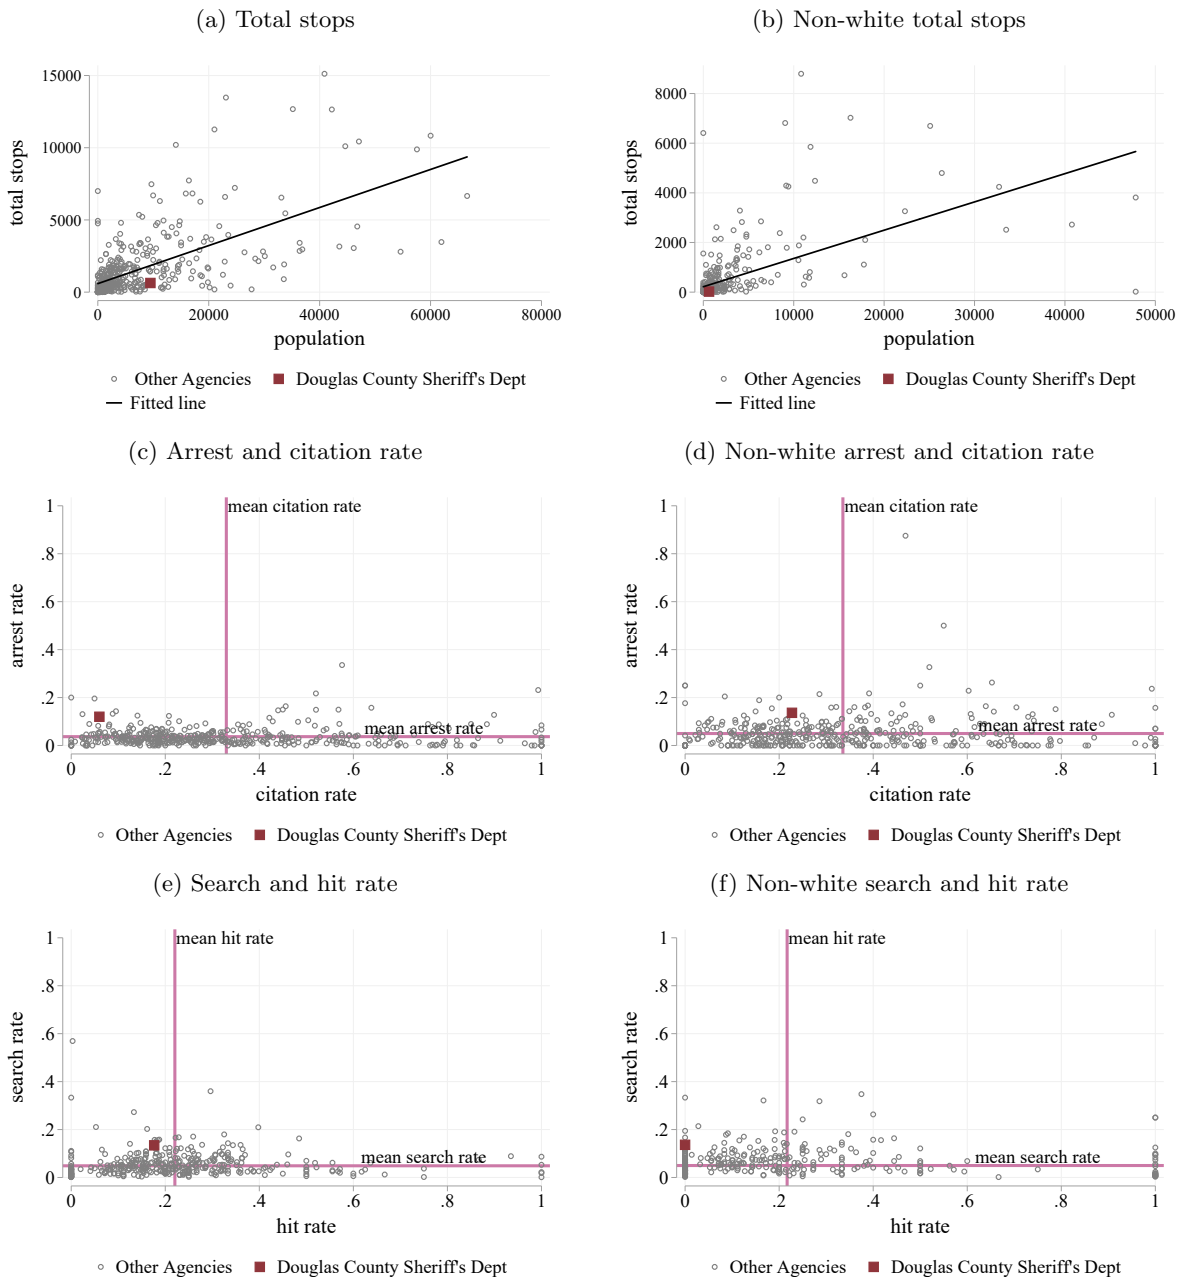 (a) Total stops
total stops
15000
10000
5000
0
0 20000 40000 60000 80000
population
Other Agencies Douglas County Sheriff's Dept
Fitted line
(b) Non-white total stops
total stops
8000
6000
4000
2000
0
0 10000 20000 30000 40000 50000
population
Other Agencies Douglas County Sheriff's Dept
Fitted line
(c) Arrest and citation rate
arrest rate
1
.8
.6
.4
.2
0
mean citation rate
mean arrest rate
0 .2 .4 .6 .8 1
citation rate
Other Agencies Douglas County Sheriff's Dept
(d) Non-white arrest and citation rate
arrest rate
1
.8
.6
.4
.2
0
mean citation rate
mean arrest rate
0 .2 .4 .6 .8 1
citation rate
Other Agencies Douglas County Sheriff's Dept
(e) Search and hit rate
search rate
1
.8
.6
.4
.2
0
mean hit rate
mean search rate
0 .2 .4 .6 .8 1
hit rate
Other Agencies Douglas County Sheriff's Dept
(f) Non-white search and hit rate
search rate
1
.8
.6
.4
.2
0
mean hit rate
mean search rate
0 .2 .4 .6 .8 1
hit rate
Other Agencies Douglas County Sheriff's Dept